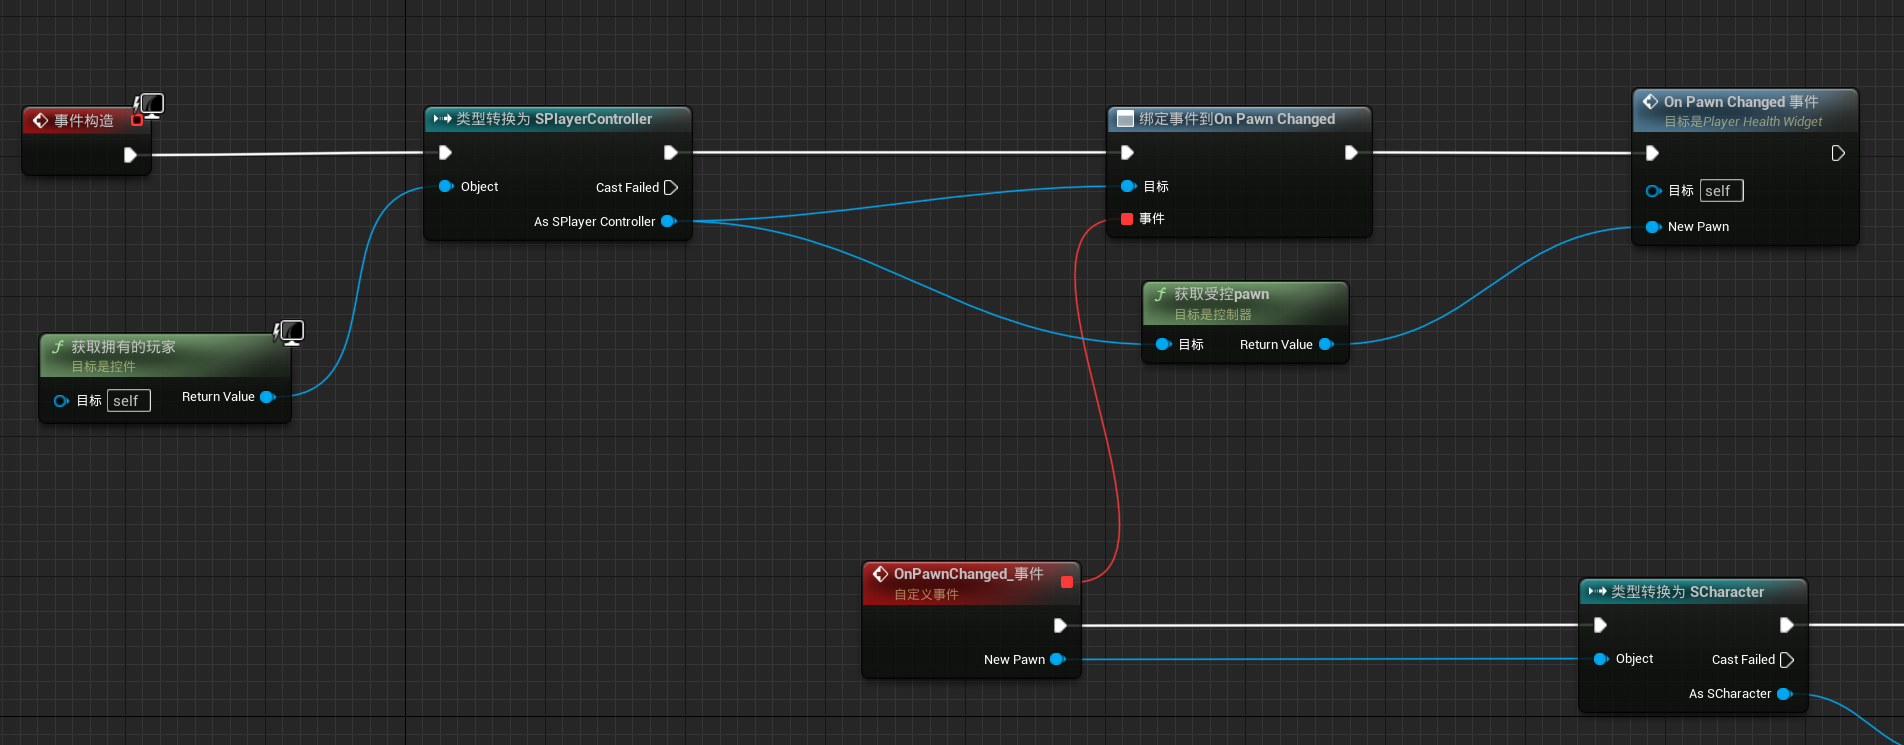 事件构造
类型转换为 SPlayerController
Object
Cast Failed
As SPlayer Controller
绑定事件到On Pawn Changed
目标
事件
On Pawn Changed 事件
目标是Player Health Widget
目标 self
New Pawn
获取受控pawn
目标是控制器
目标
Return Value
获取拥有的玩家
目标是控件
目标 self
Return Value
OnPawnChanged_事件
自定义事件
New Pawn
类型转换为 SCharacter
Object
Cast Failed
As SCharacter